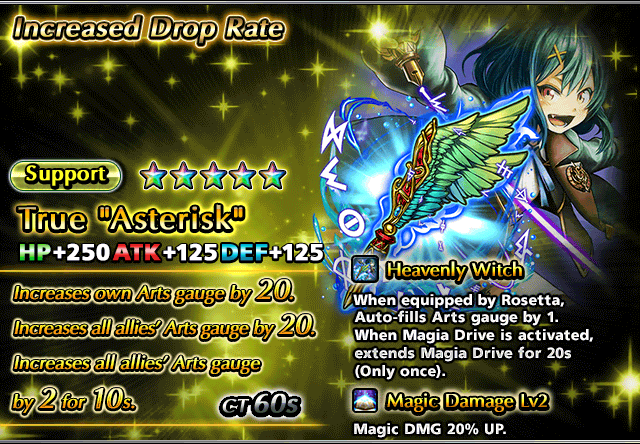 Increased Drop Rate
Support
True "Asterisk"
HP+250 ATK+125 DEF+125
Increases own Arts gauge by 20.
Increases all allies' Arts gauge by 20.
Increases all allies' Arts gauge
by 2 for 10s.
CT 60s
Heavenly Witch
When equipped by Rosetta,
Auto-fills Arts gauge by 1.
When Magia Drive is activated,
extends Magia Drive for 20s
(Only once).
Magic Damage Lv2
Magic DMG 20% UP.